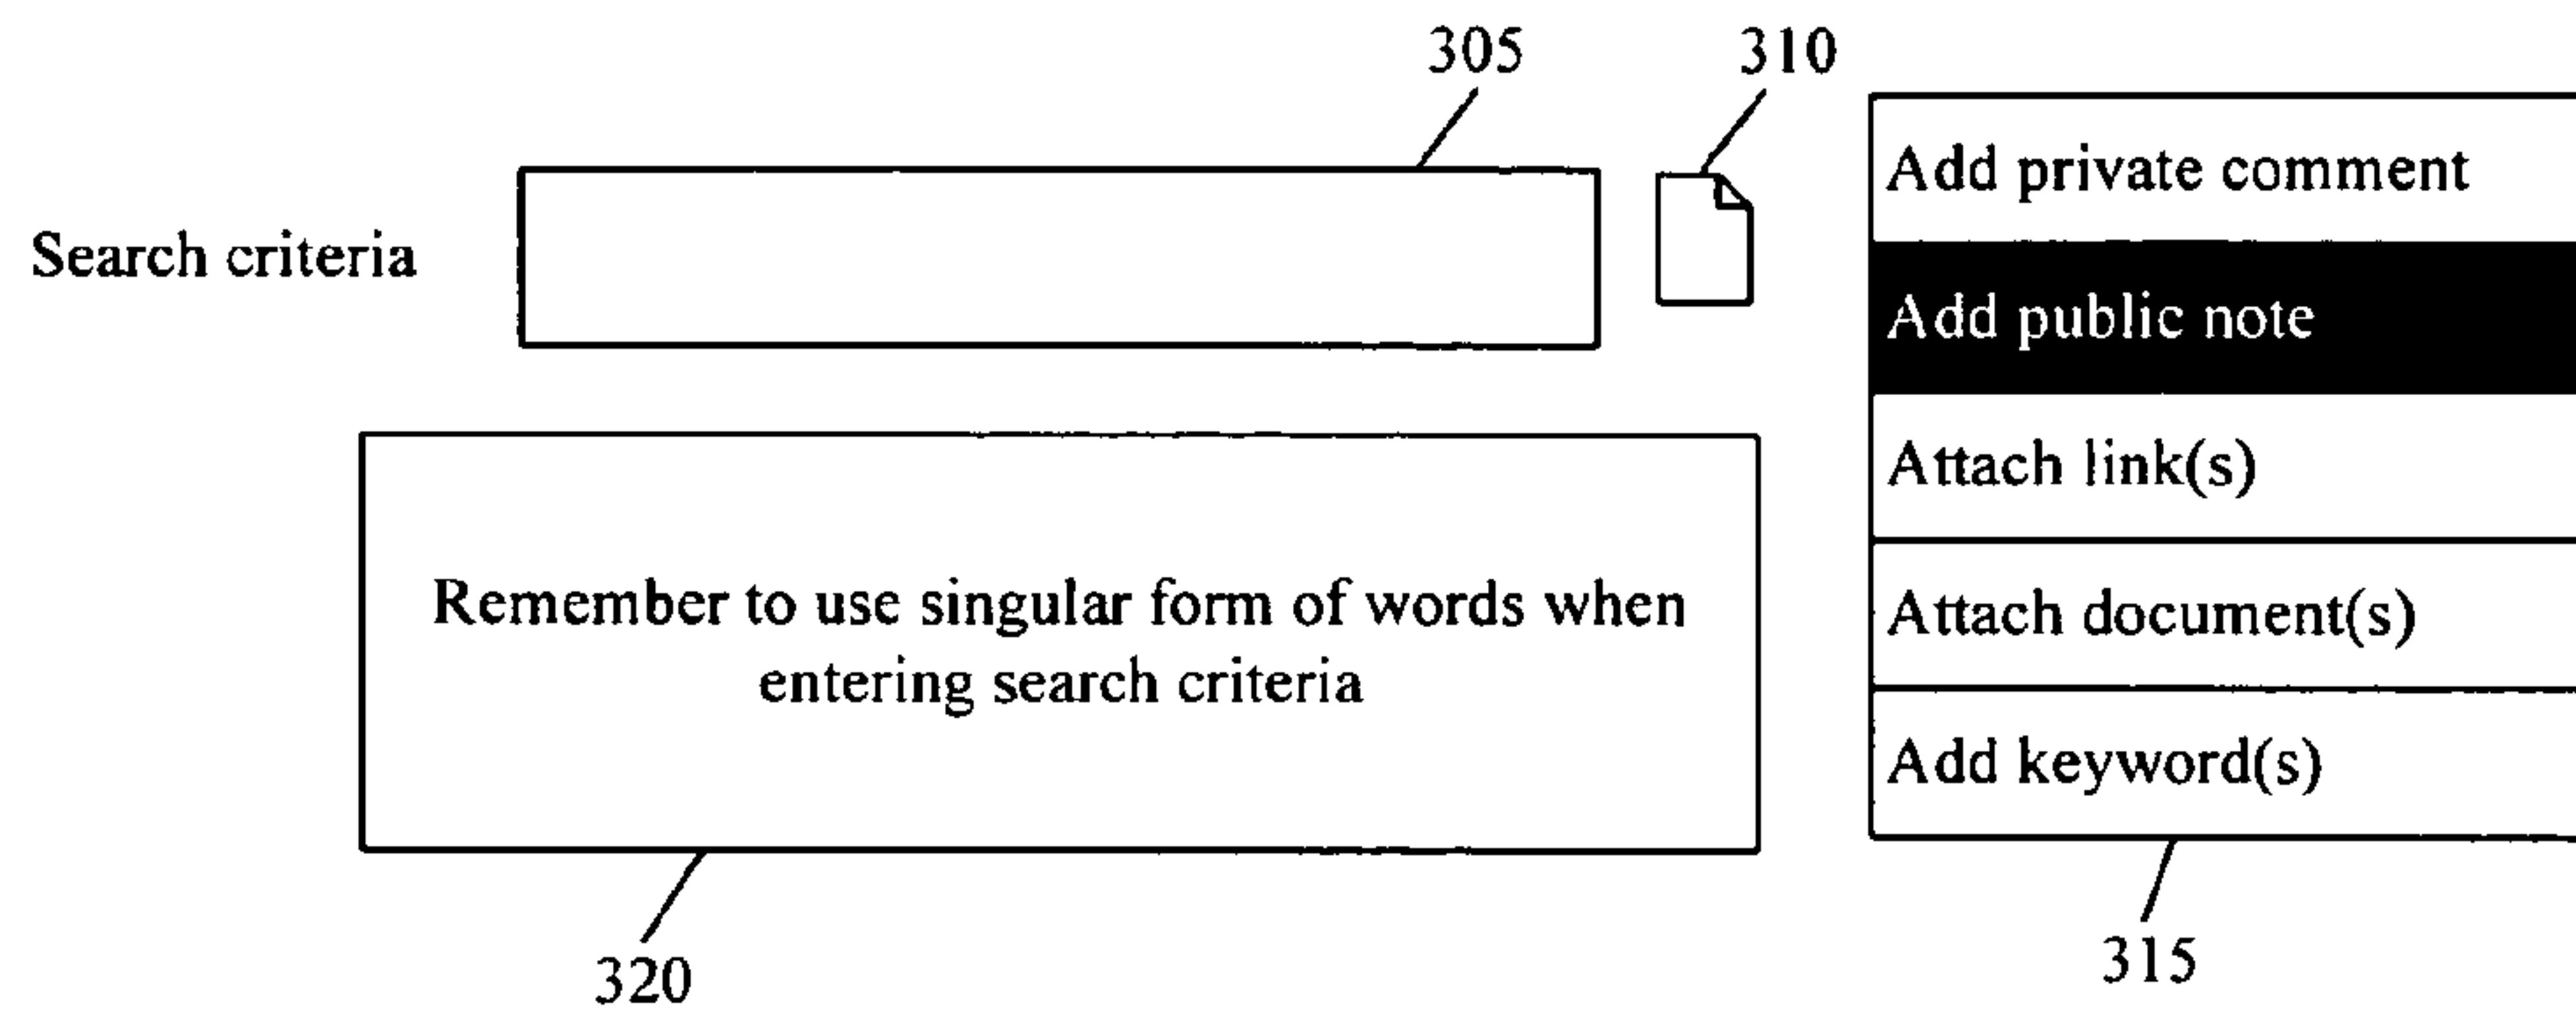 305
310
Search criteria
Add private comment
Add public note
Attach link(s)
Attach document(s)
Add keyword(s)
Remember to use singular form of words when
entering search criteria
320
315